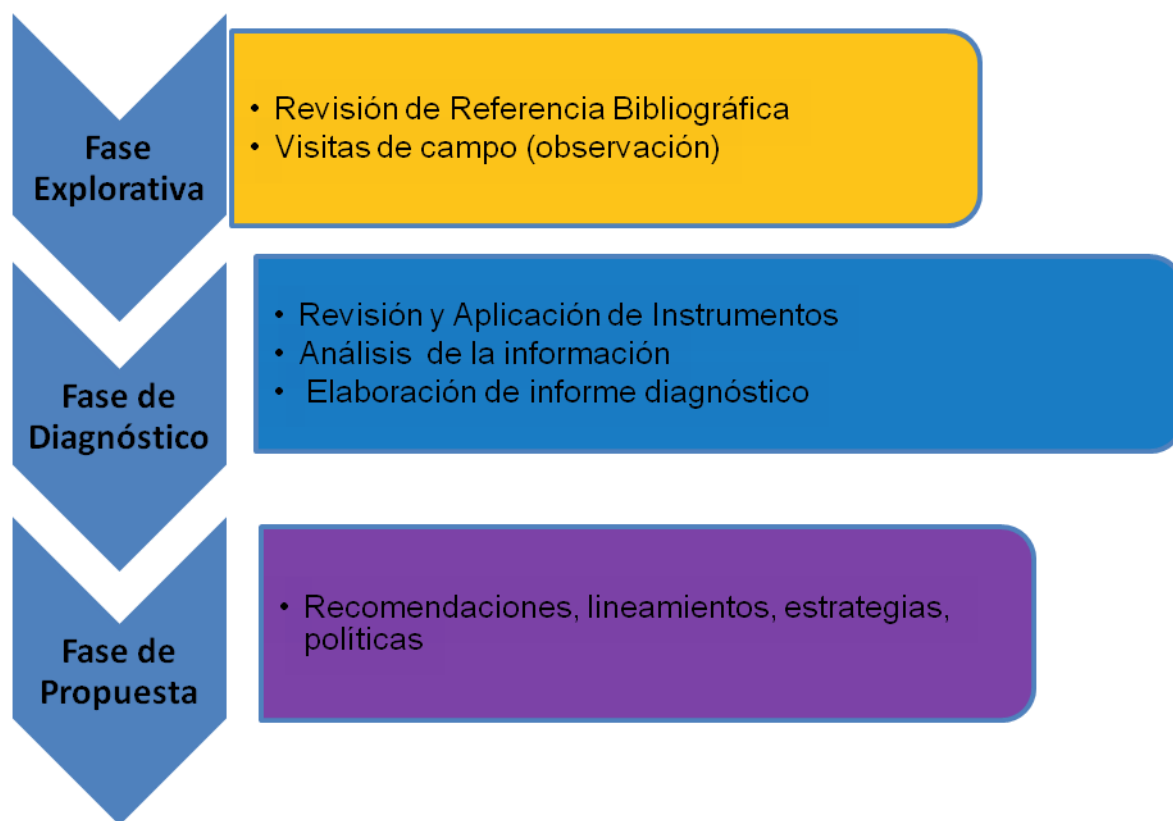 Fase
Explorativa
• Revisión de Referencia Bibliográfica
• Visitas de campo (observación)
Fase de
Diagnóstico
• Revisión y Aplicación de Instrumentos
• Análisis de la información
• Elaboración de informe diagnóstico
Fase de
Propuesta
• Recomendaciones, lineamientos, estrategias,
políticas